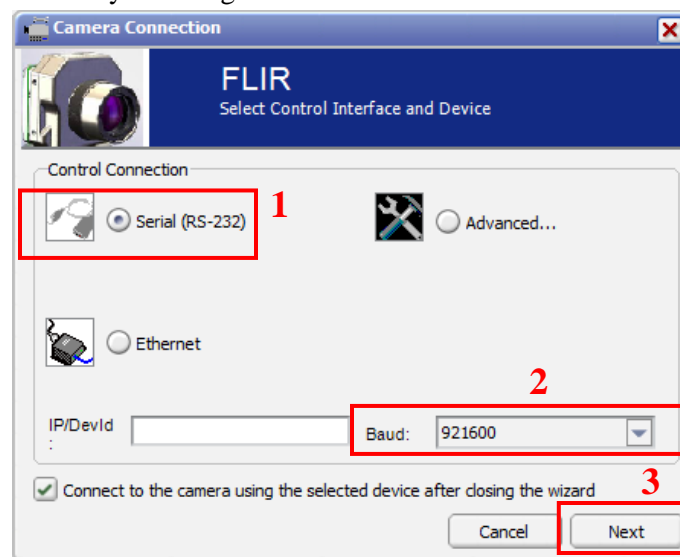 Camera Connection
FLIR
Select Control Interface and Device
Control Connection
1
Serial (RS-232)
Advanced...
Ethernet
2
IP/DevId
:
Baud:
921600
Connect to the camera using the selected device after closing the wizard
3
Cancel
Next